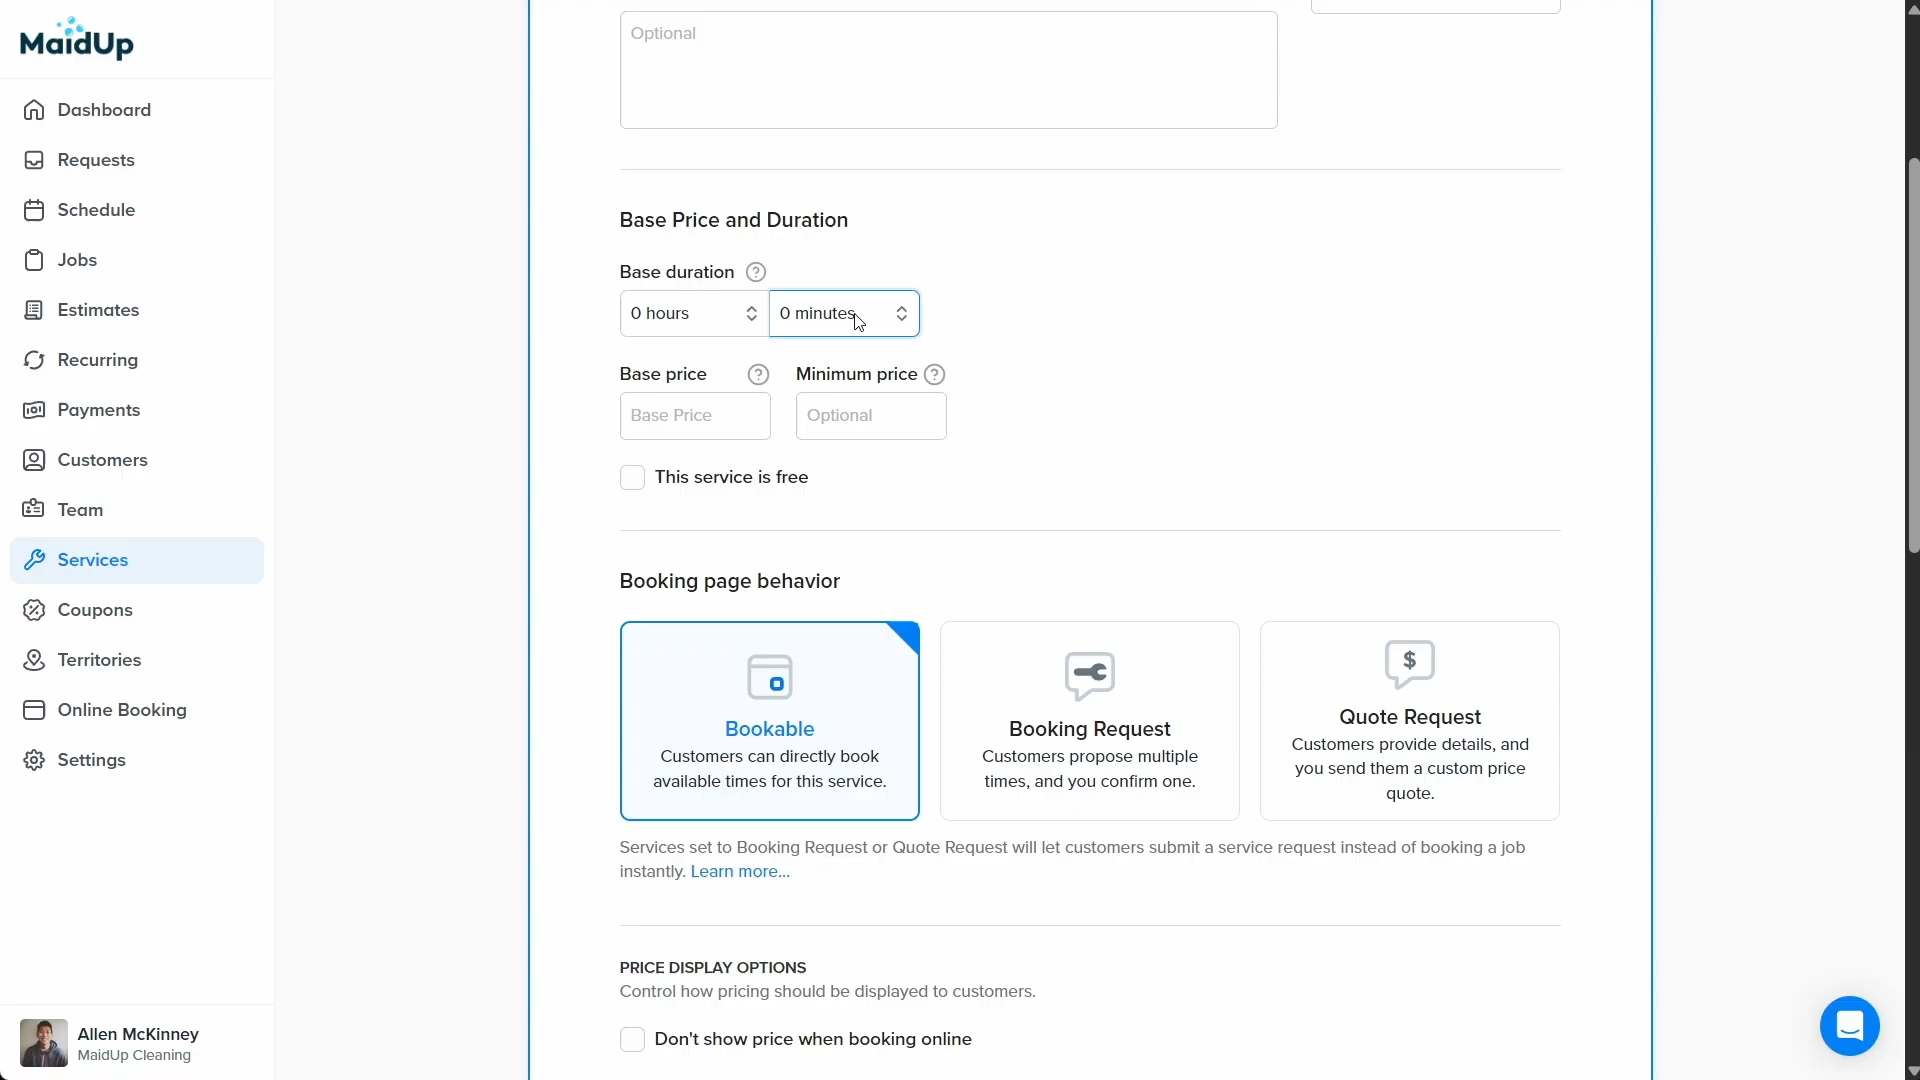 MaidUp
Dashboard
Requests
Schedule
Jobs
Estimates
Recurring
Payments
Customers
Team
Services
Coupons
Territories
Online Booking
Settings
Allen McKinney
MaidUp Cleaning
Optional
Base Price and Duration
Base duration ?
0 hours
0 minutes
Base price ?
Minimum price ?
Base Price
Optional
This service is free
Booking page behavior
Bookable
Customers can directly book
available times for this service.
Booking Request
Customers propose multiple
times, and you confirm one.
$
Quote Request
Customers provide details, and
you send them a custom price
quote.
Services set to Booking Request or Quote Request will let customers submit a service request instead of booking a job
instantly. Learn more...
PRICE DISPLAY OPTIONS
Control how pricing should be displayed to customers.
Don't show price when booking online